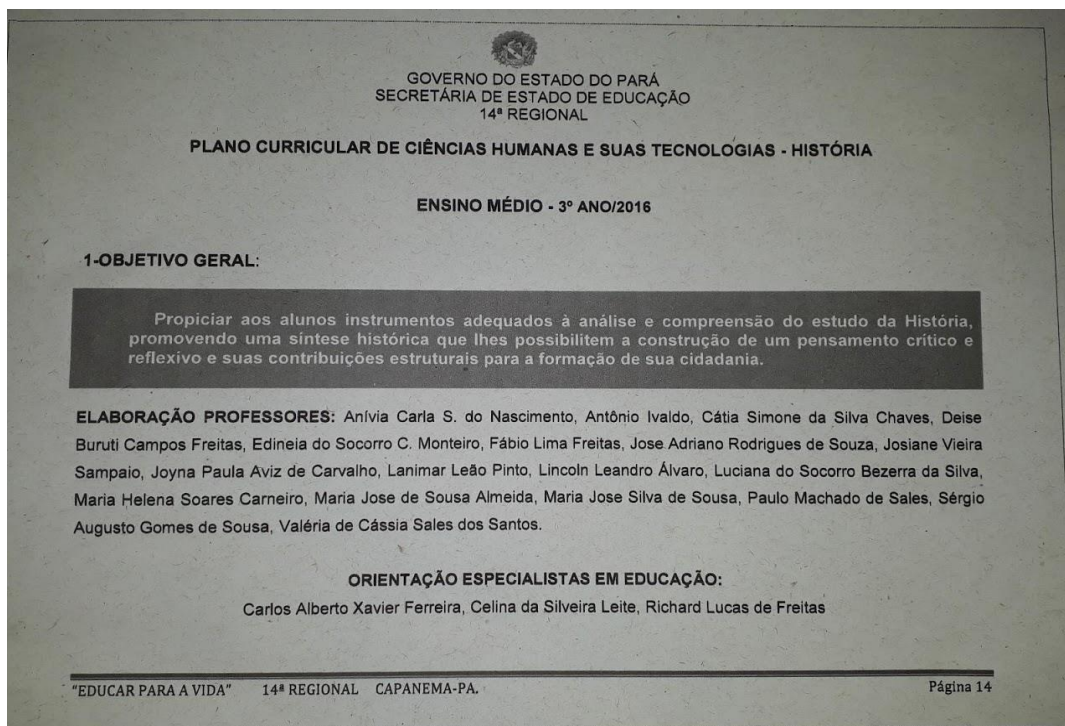 GOVERNO DO ESTADO DO PARÁ
SECRETÁRIA DE ESTADO DE EDUCAÇÃO
14ª REGIONAL
PLANO CURRICULAR DE CIÊNCIAS HUMANAS E SUAS TECNOLOGIAS - HISTÓRIA
ENSINO MÉDIO - 3º ANO/2016
1-OBJETIVO GERAL:
Propiciar aos alunos instrumentos adequados à análise e compreensão do estudo da História,
promovendo uma síntese histórica que lhes possibilitem a construção de um pensamento crítico e
reflexivo e suas contribuições estruturais para a formação de sua cidadania.
ELABORAÇÃO PROFESSORES: Anívia Carla S. do Nascimento, Antônio Ivaldo, Cátia Simone da Silva Chaves, Deise
Buruti Campos Freitas, Edineia do Socorro C. Monteiro, Fábio Lima Freitas, Jose Adriano Rodrigues de Souza, Josiane Vieira
Sampaio, Joyna Paula Aviz de Carvalho, Lanimar Leão Pinto, Lincoln Leandro Álvaro, Luciana do Socorro Bezerra da Silva,
Maria Helena Soares Carneiro, Maria Jose de Sousa Almeida, Maria Jose Silva de Sousa, Paulo Machado de Sales, Sérgio
Augusto Gomes de Sousa, Valéria de Cássia Sales dos Santos.
ORIENTAÇÃO ESPECIALISTAS EM EDUCAÇÃO:
Carlos Alberto Xavier Ferreira, Celina da Silveira Leite, Richard Lucas de Freitas
"EDUCAR PARA A VIDA" 14ª REGIONAL CAPANEMA-PA. Página 14